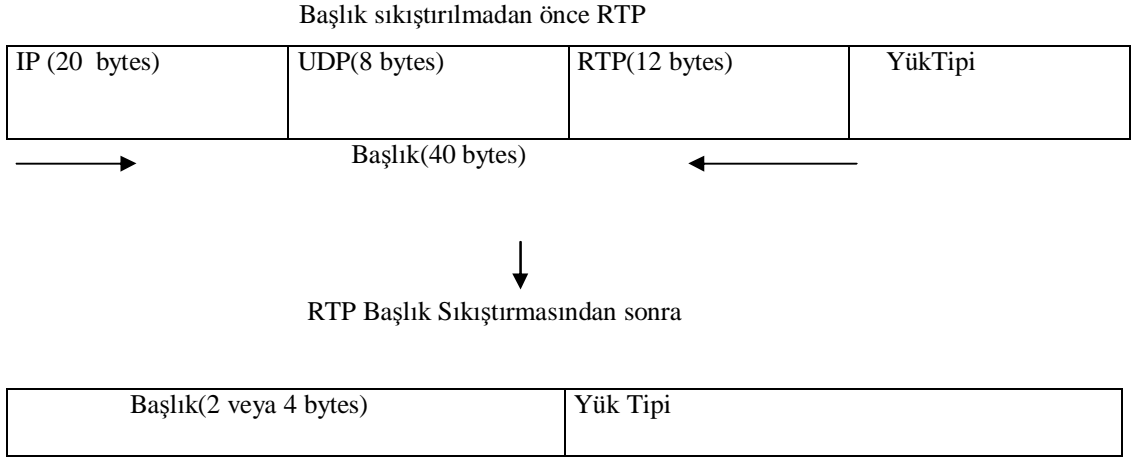 Başlık sıkıştırılmadan önce RTP
IP (20 bytes) UDP(8 bytes) RTP(12 bytes) YükTipi
Başlık(40 bytes)
RTP Başlık Sıkıştırmasından sonra
Başlık(2 veya 4 bytes) Yük Tipi